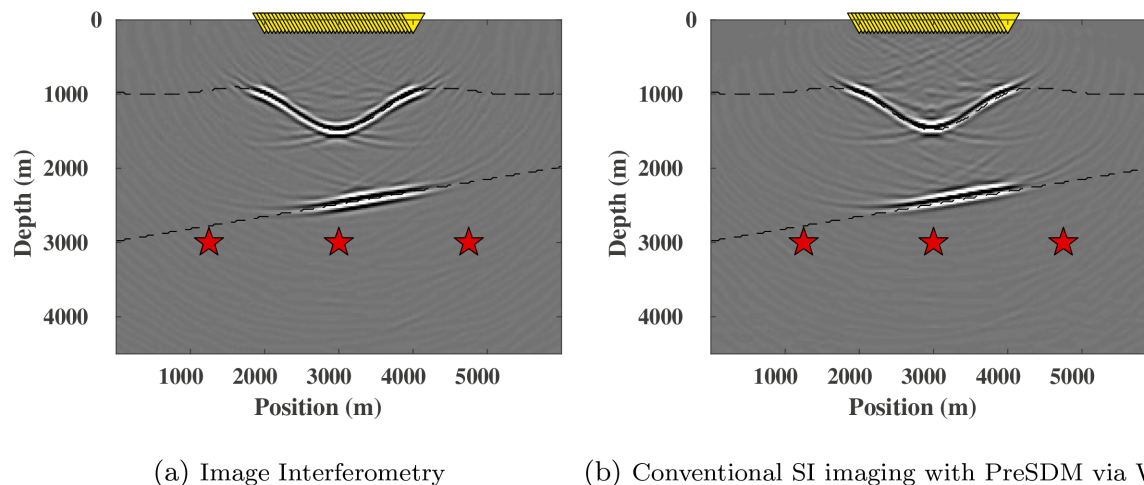 0
1000
2000
3000
4000
Depth (m)
1000 2000 3000 4000 5000
Position (m)
(a) Image Interferometry
0
1000
2000
3000
4000
Depth (m)
1000 2000 3000 4000 5000
Position (m)
(b) Conventional SI imaging with PreSDM via